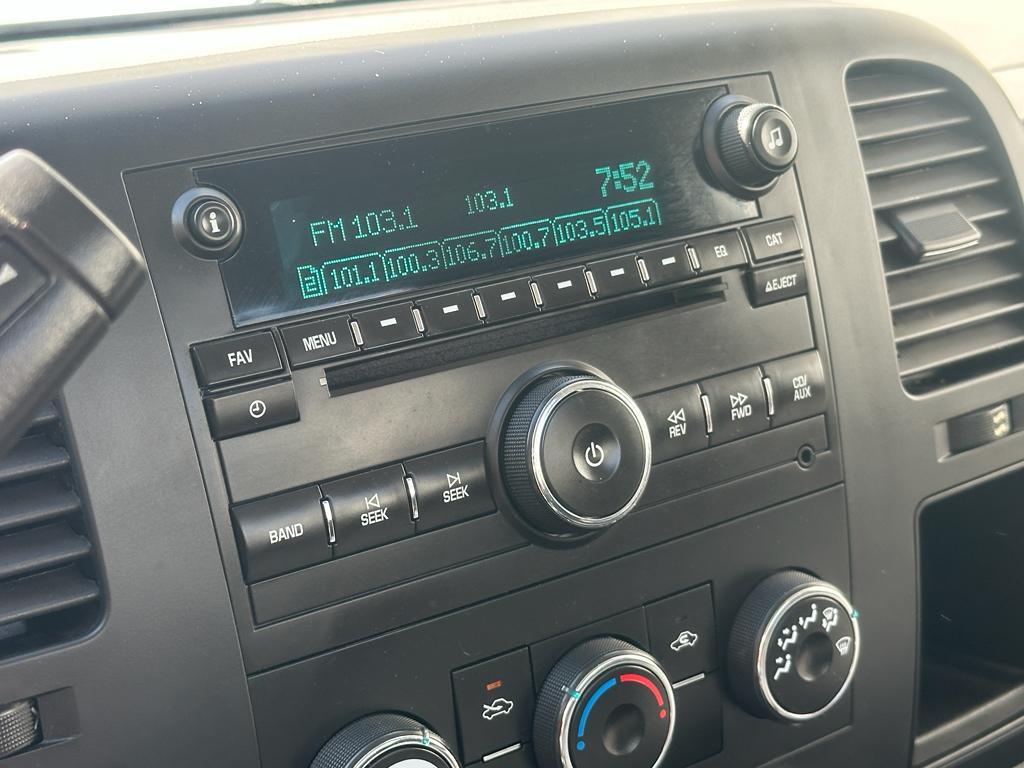 7:52
FM 103.1 103.1
2 101.1 100.3 106.7 100.7 103.5 105.1
CAT
EQ
EJECT
MENU
FAV
CD/
AUX
FWD
REV
SEEK
SEEK
BAND